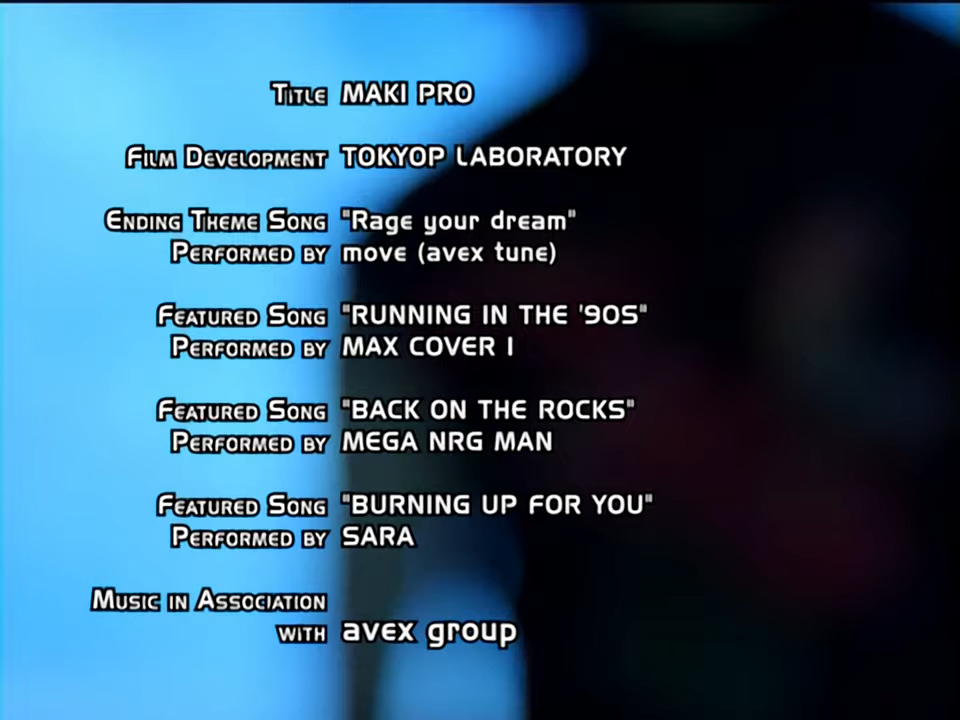 Title MAKI PRO
Film Development TOKYOP LABORATORY
Ending Theme Song "Rage your dream"
Performed by move (avex tune)
Featured Song "RUNNING IN THE '90S"
Performed by MAX COVER I
Featured Song "BACK ON THE ROCKS"
Performed by MEGA NRG MAN
Featured Song "BURNING UP FOR YOU"
Performed by SARA
Music in Association
with avex group